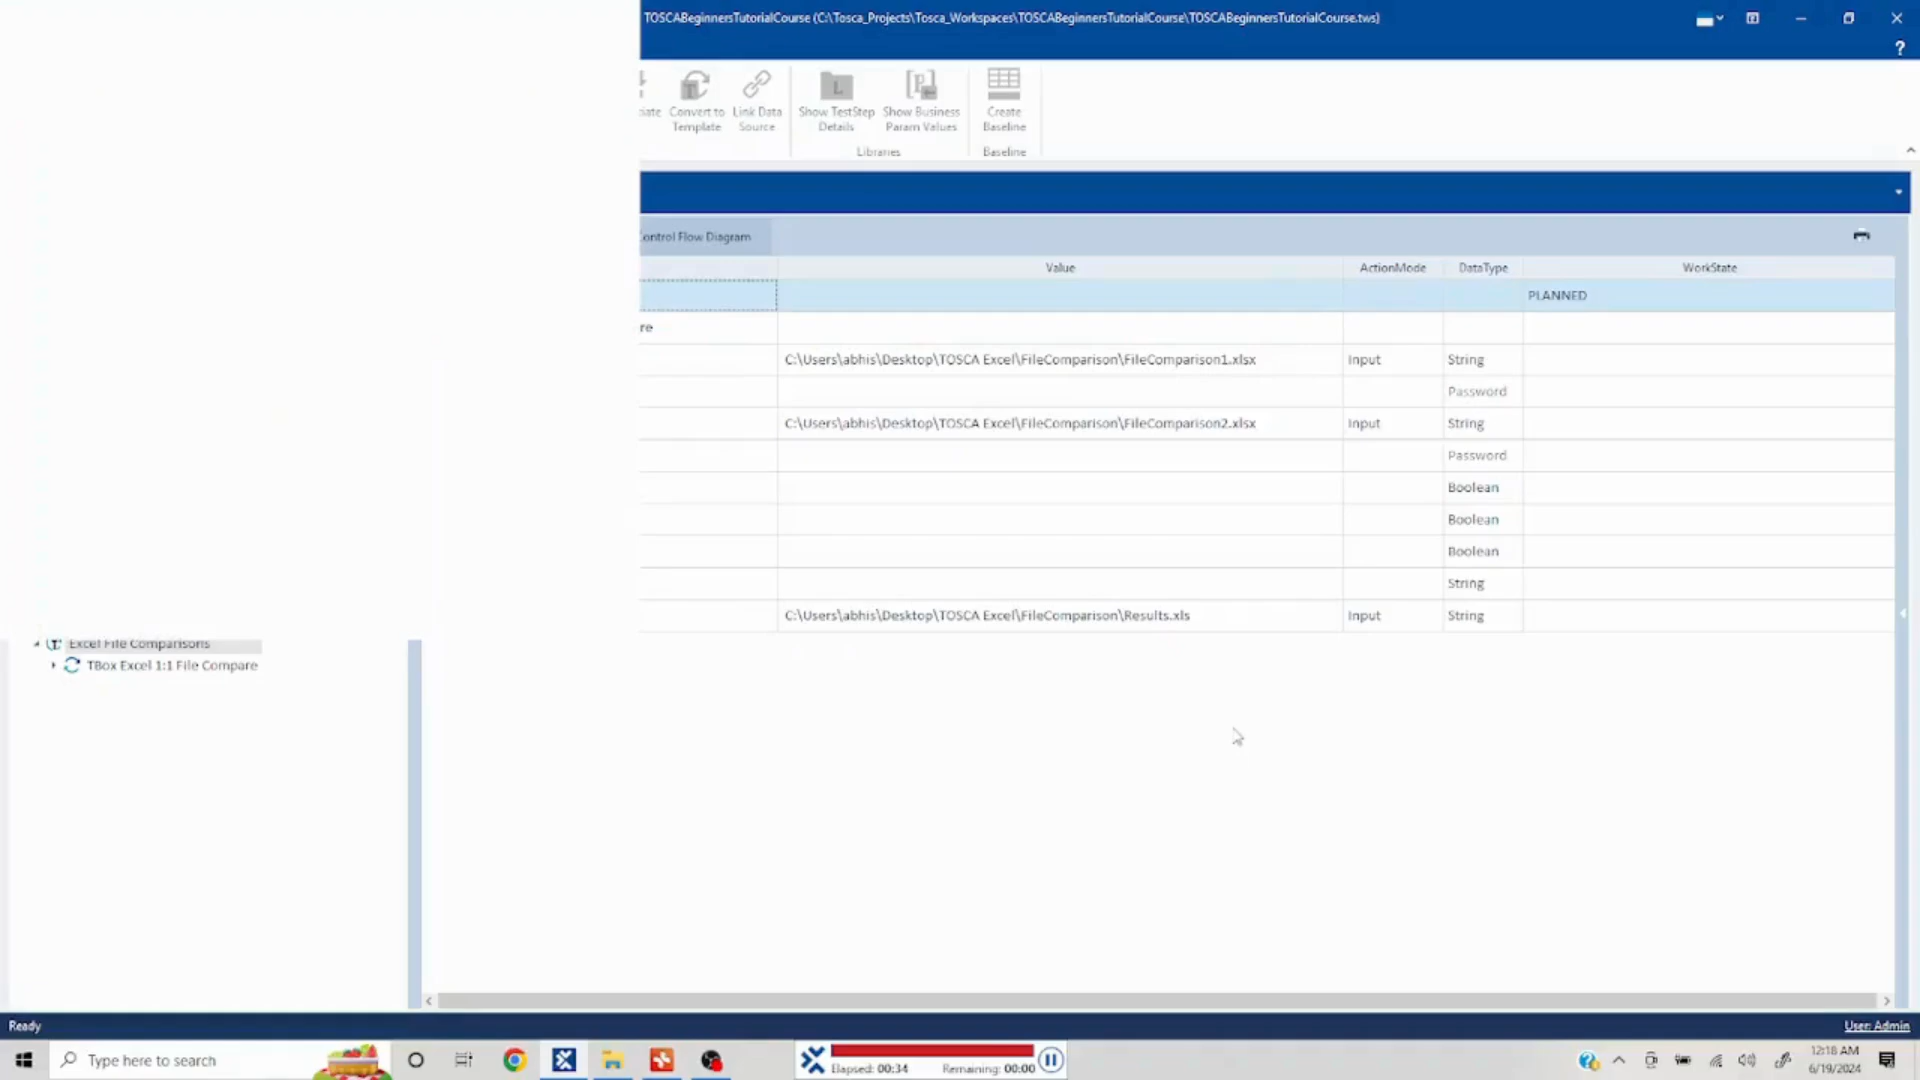 TOSCABeginnersTutorialCourse (C:\Tosca_Projects\Tosca_Workspaces\TOSCABeginnersTutorialCourse\TOSCABeginnersTutorialCourse.tws)
?
Convert to Template
Link Data Source
Show TestStep Details
Show Business Param Values
Create Baseline
Libraries
Baseline
ontrol Flow Diagram
Value ActionMode DataType WorkState
PLANNED
re
C:\Users\abhis\Desktop\TOSCA Excel\FileComparison\FileComparison1.xlsx Input String
Password
C:\Users\abhis\Desktop\TOSCA Excel\FileComparison\FileComparison2.xlsx Input String
Password
Boolean
Boolean
Boolean
String
C:\Users\abhis\Desktop\TOSCA Excel\FileComparison\Results.xls Input String
Excel File Comparisons
TBox Excel 1:1 File Compare
Ready
User: Admin
Type here to search
Elapsed: 00:34 Remaining: 00:00
12:18 AM
6/19/2024